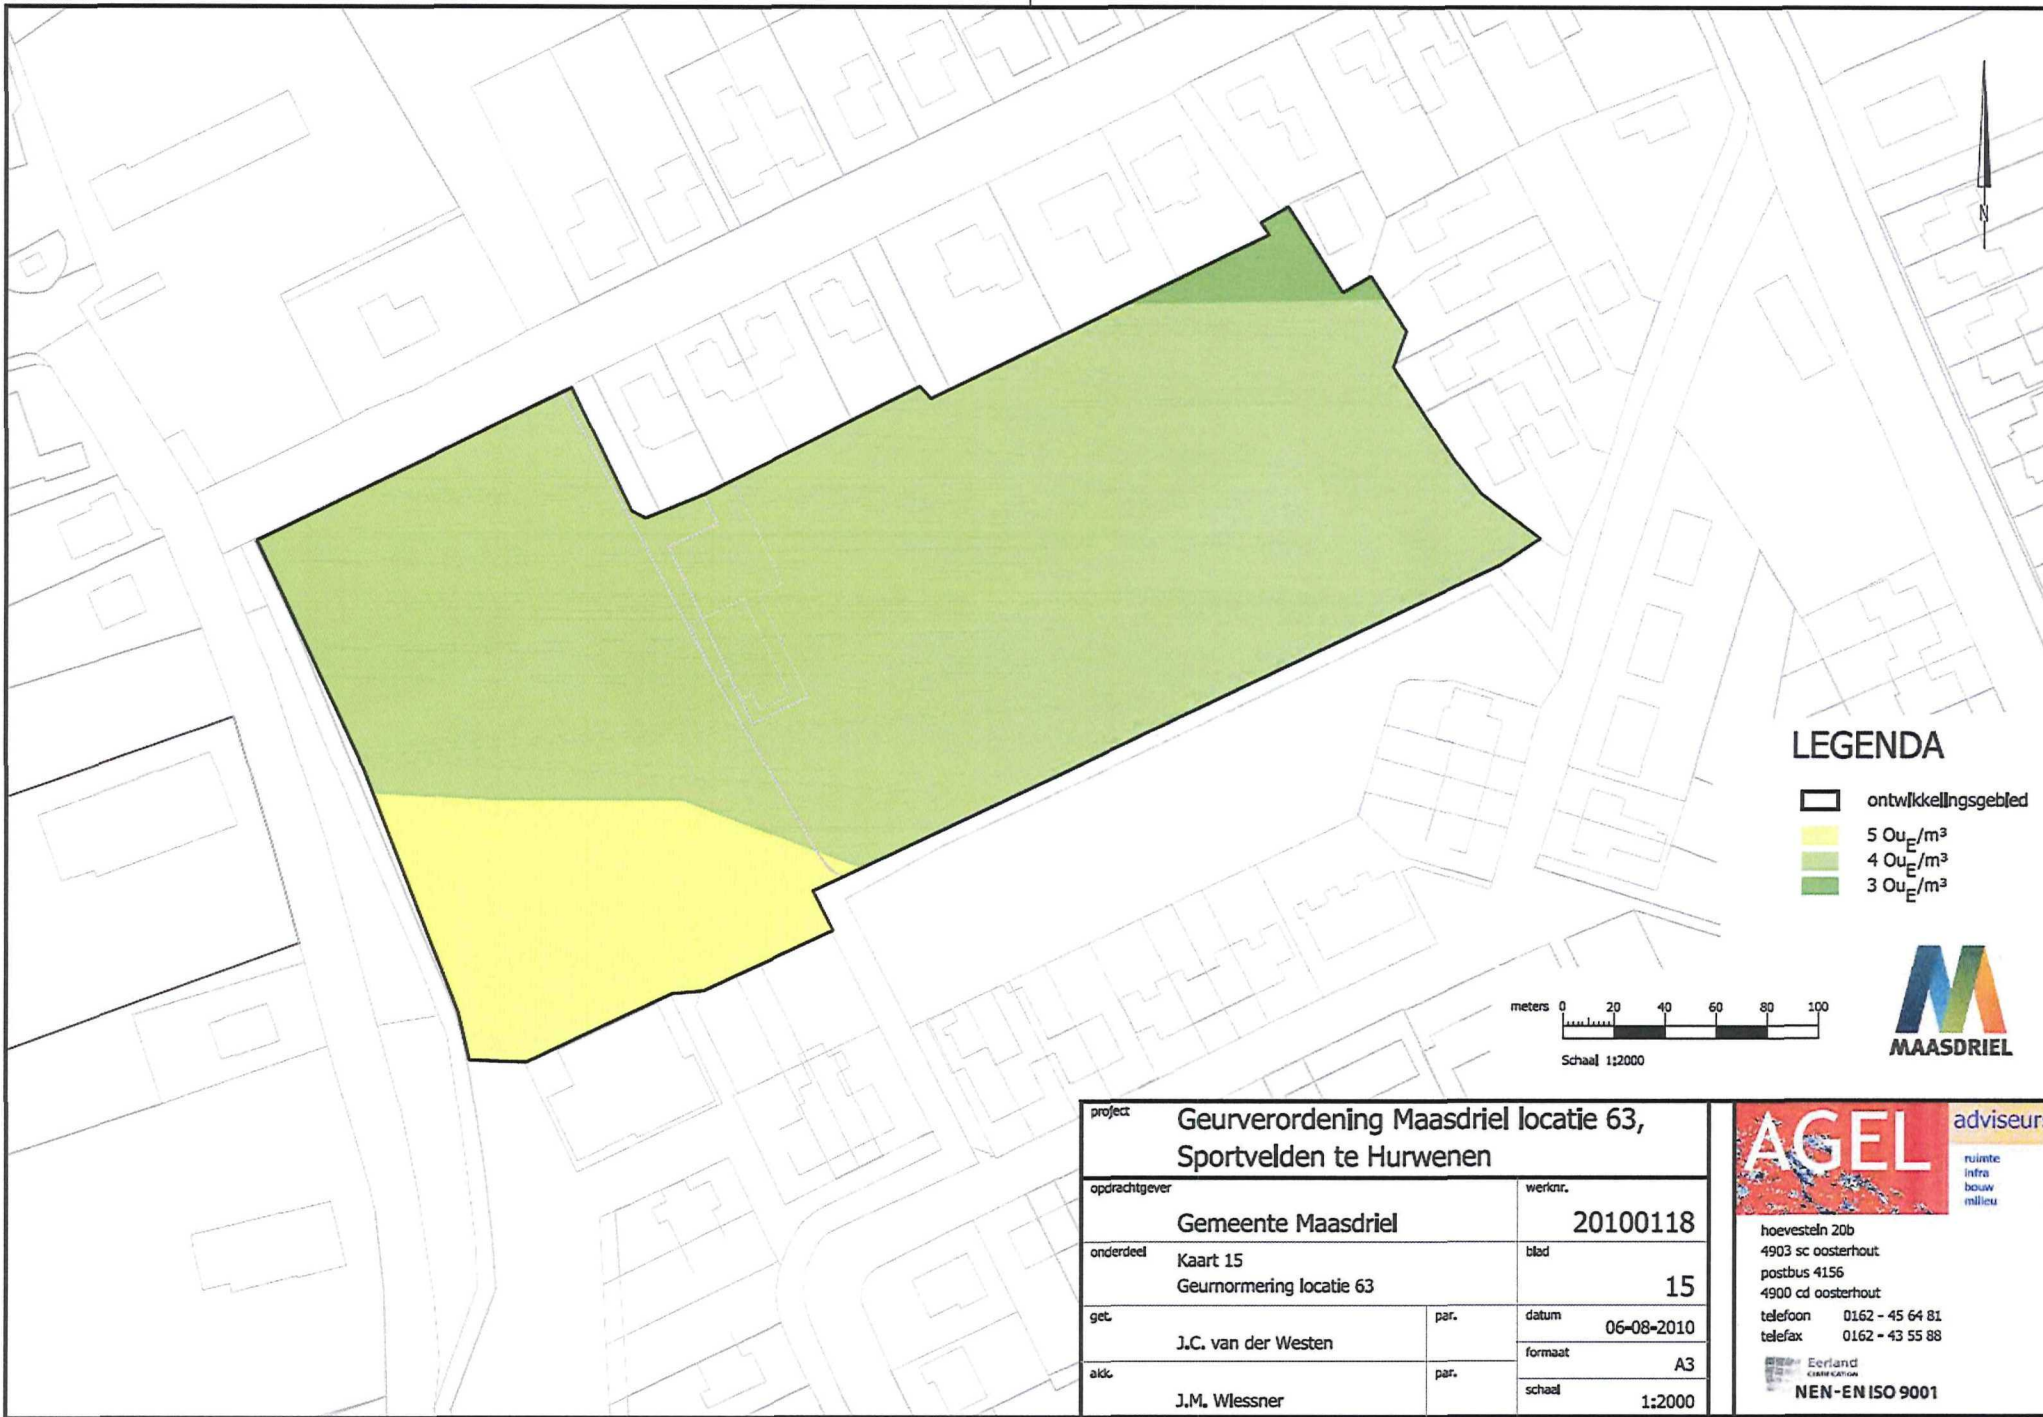 N
LEGENDA
ontwikkelingsgebied
5 Ou_E/m³
4 Ou_E/m³
3 Ou_E/m³
meters 0 20 40 60 80 100
Schaal 1:2000
MAASDRIEL
project Geurverordening Maasdriel locatie 63,
Sportvelden te Hurwenen
opdrachtgever werknr.
Gemeente Maasdriel 20100118
onderdeel Kaart 15 blad
Geurnormering locatie 63 15
get. par. datum
J.C. van der Westen 06-08-2010
formaat
A3
akk. par.
J.M. Wiessner schaal 1:2000
AGEL adviseurs
ruimte
infra
bouw
milieu
hoevestein 20b
4903 sc oosterhout
postbus 4156
4900 cd oosterhout
telefoon 0162 - 45 64 81
telefax 0162 - 43 55 88
Eerland
CERTIFICATION
NEN-EN ISO 9001